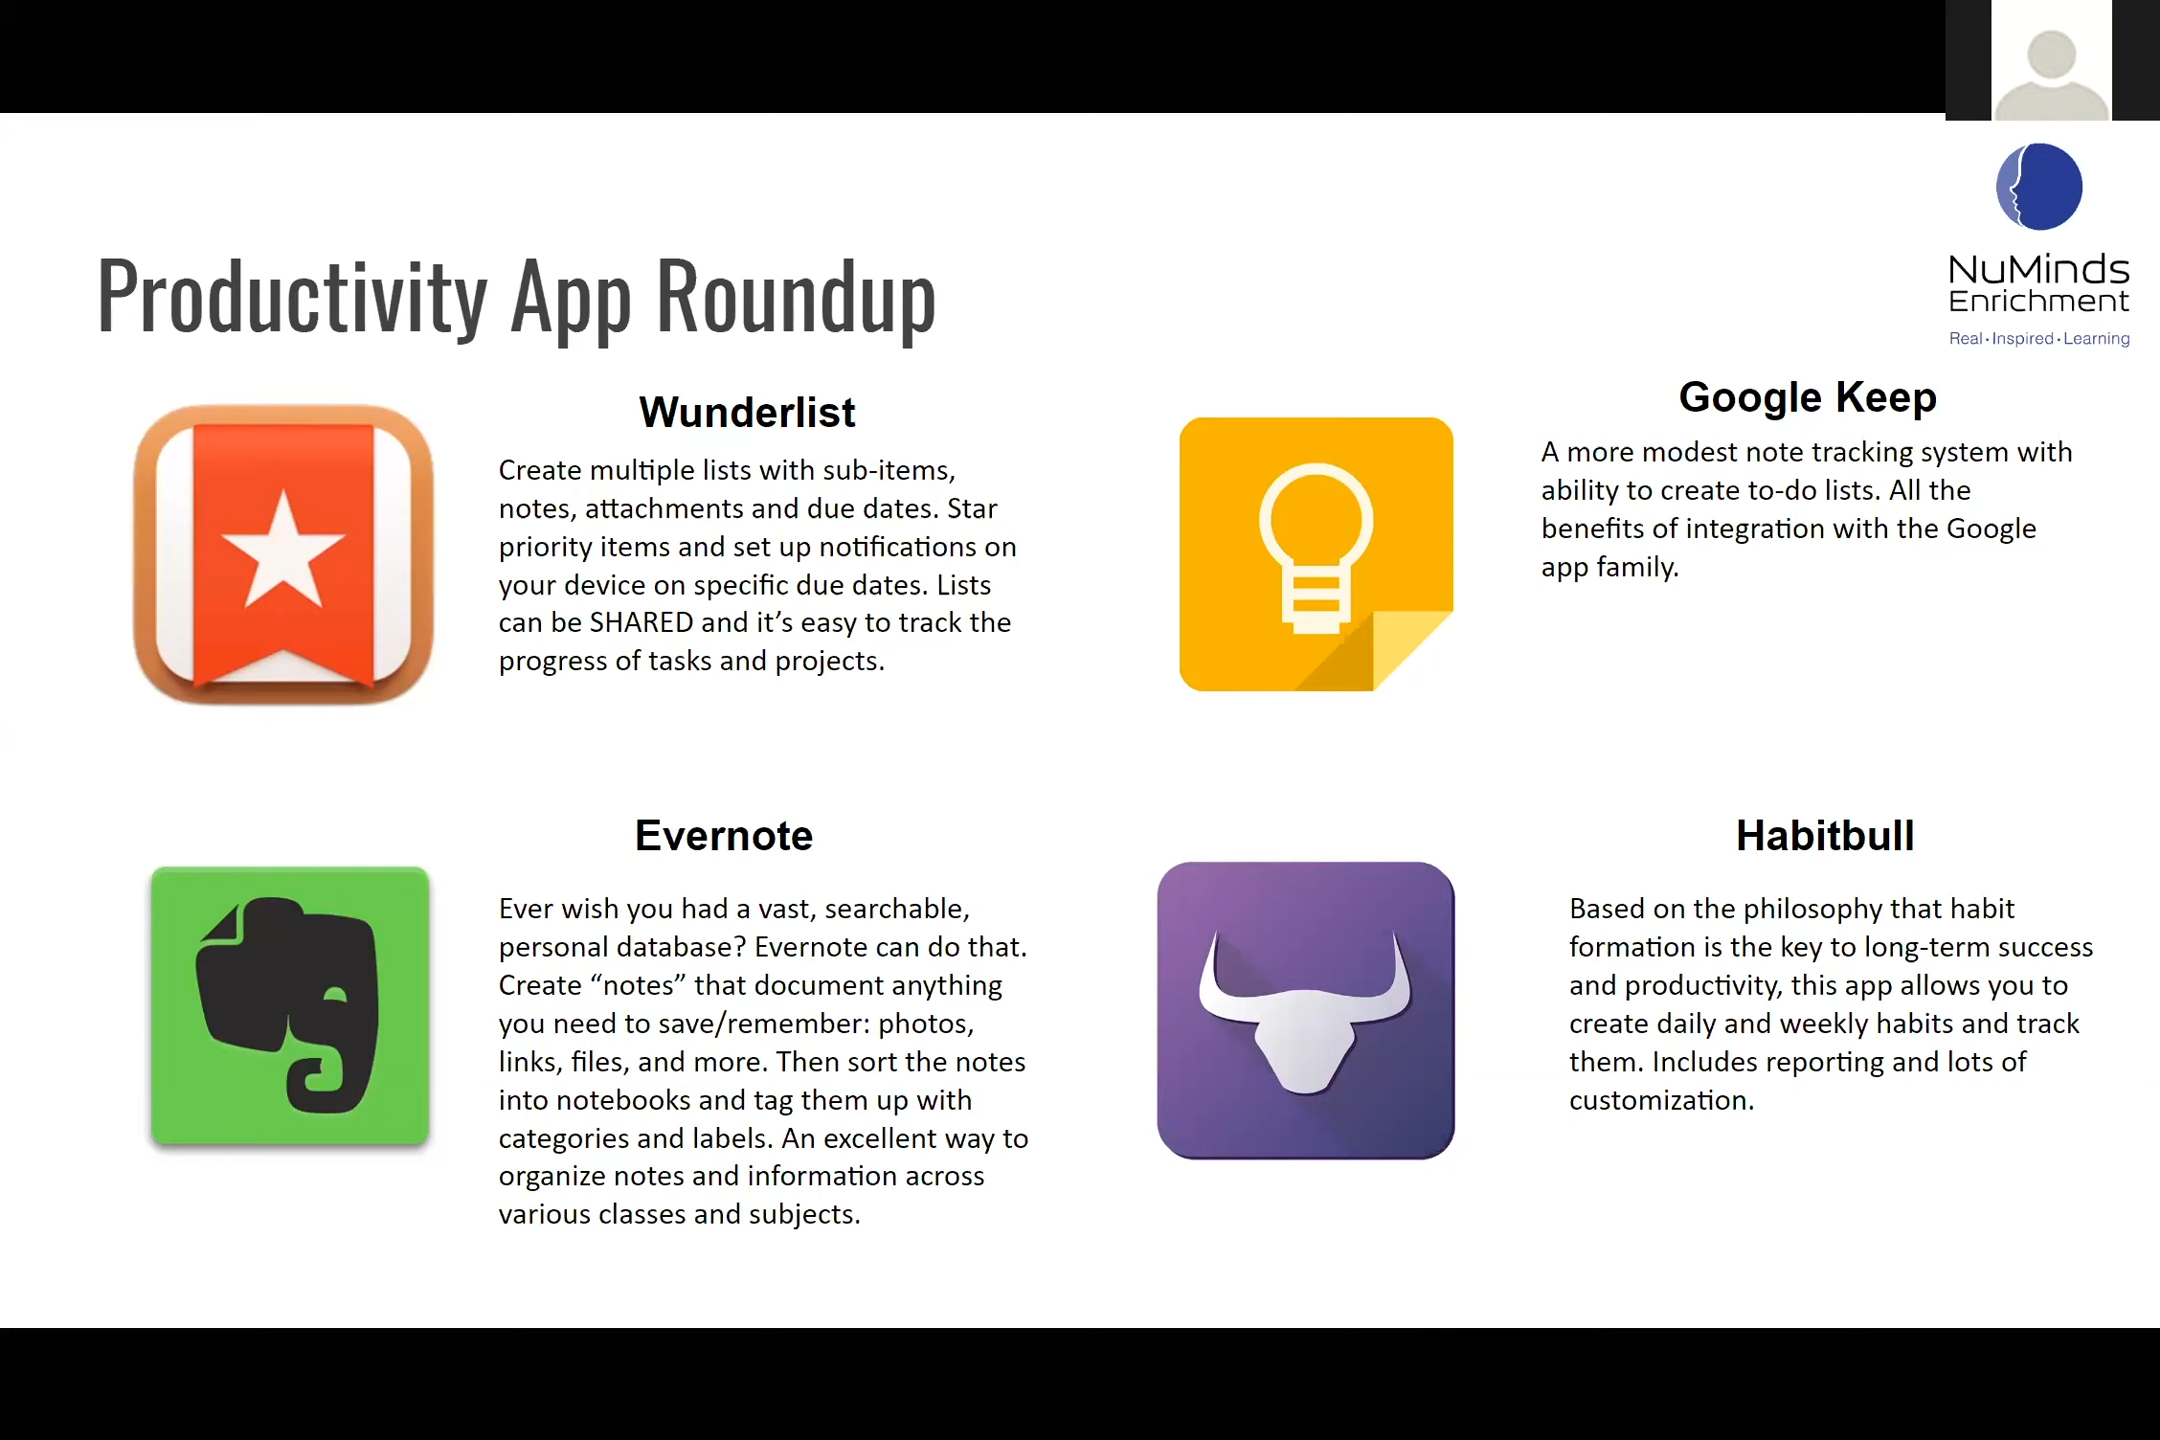 NuMinds
Enrichment
Real·Inspired·Learning
Productivity App Roundup
Wunderlist
Create multiple lists with sub-items,
notes, attachments and due dates. Star
priority items and set up notifications on
your device on specific due dates. Lists
can be SHARED and it’s easy to track the
progress of tasks and projects.
Google Keep
A more modest note tracking system with
ability to create to-do lists. All the
benefits of integration with the Google
app family.
Evernote
Ever wish you had a vast, searchable,
personal database? Evernote can do that.
Create “notes” that document anything
you need to save/remember: photos,
links, files, and more. Then sort the notes
into notebooks and tag them up with
categories and labels. An excellent way to
organize notes and information across
various classes and subjects.
Habitbull
Based on the philosophy that habit
formation is the key to long-term success
and productivity, this app allows you to
create daily and weekly habits and track
them. Includes reporting and lots of
customization.